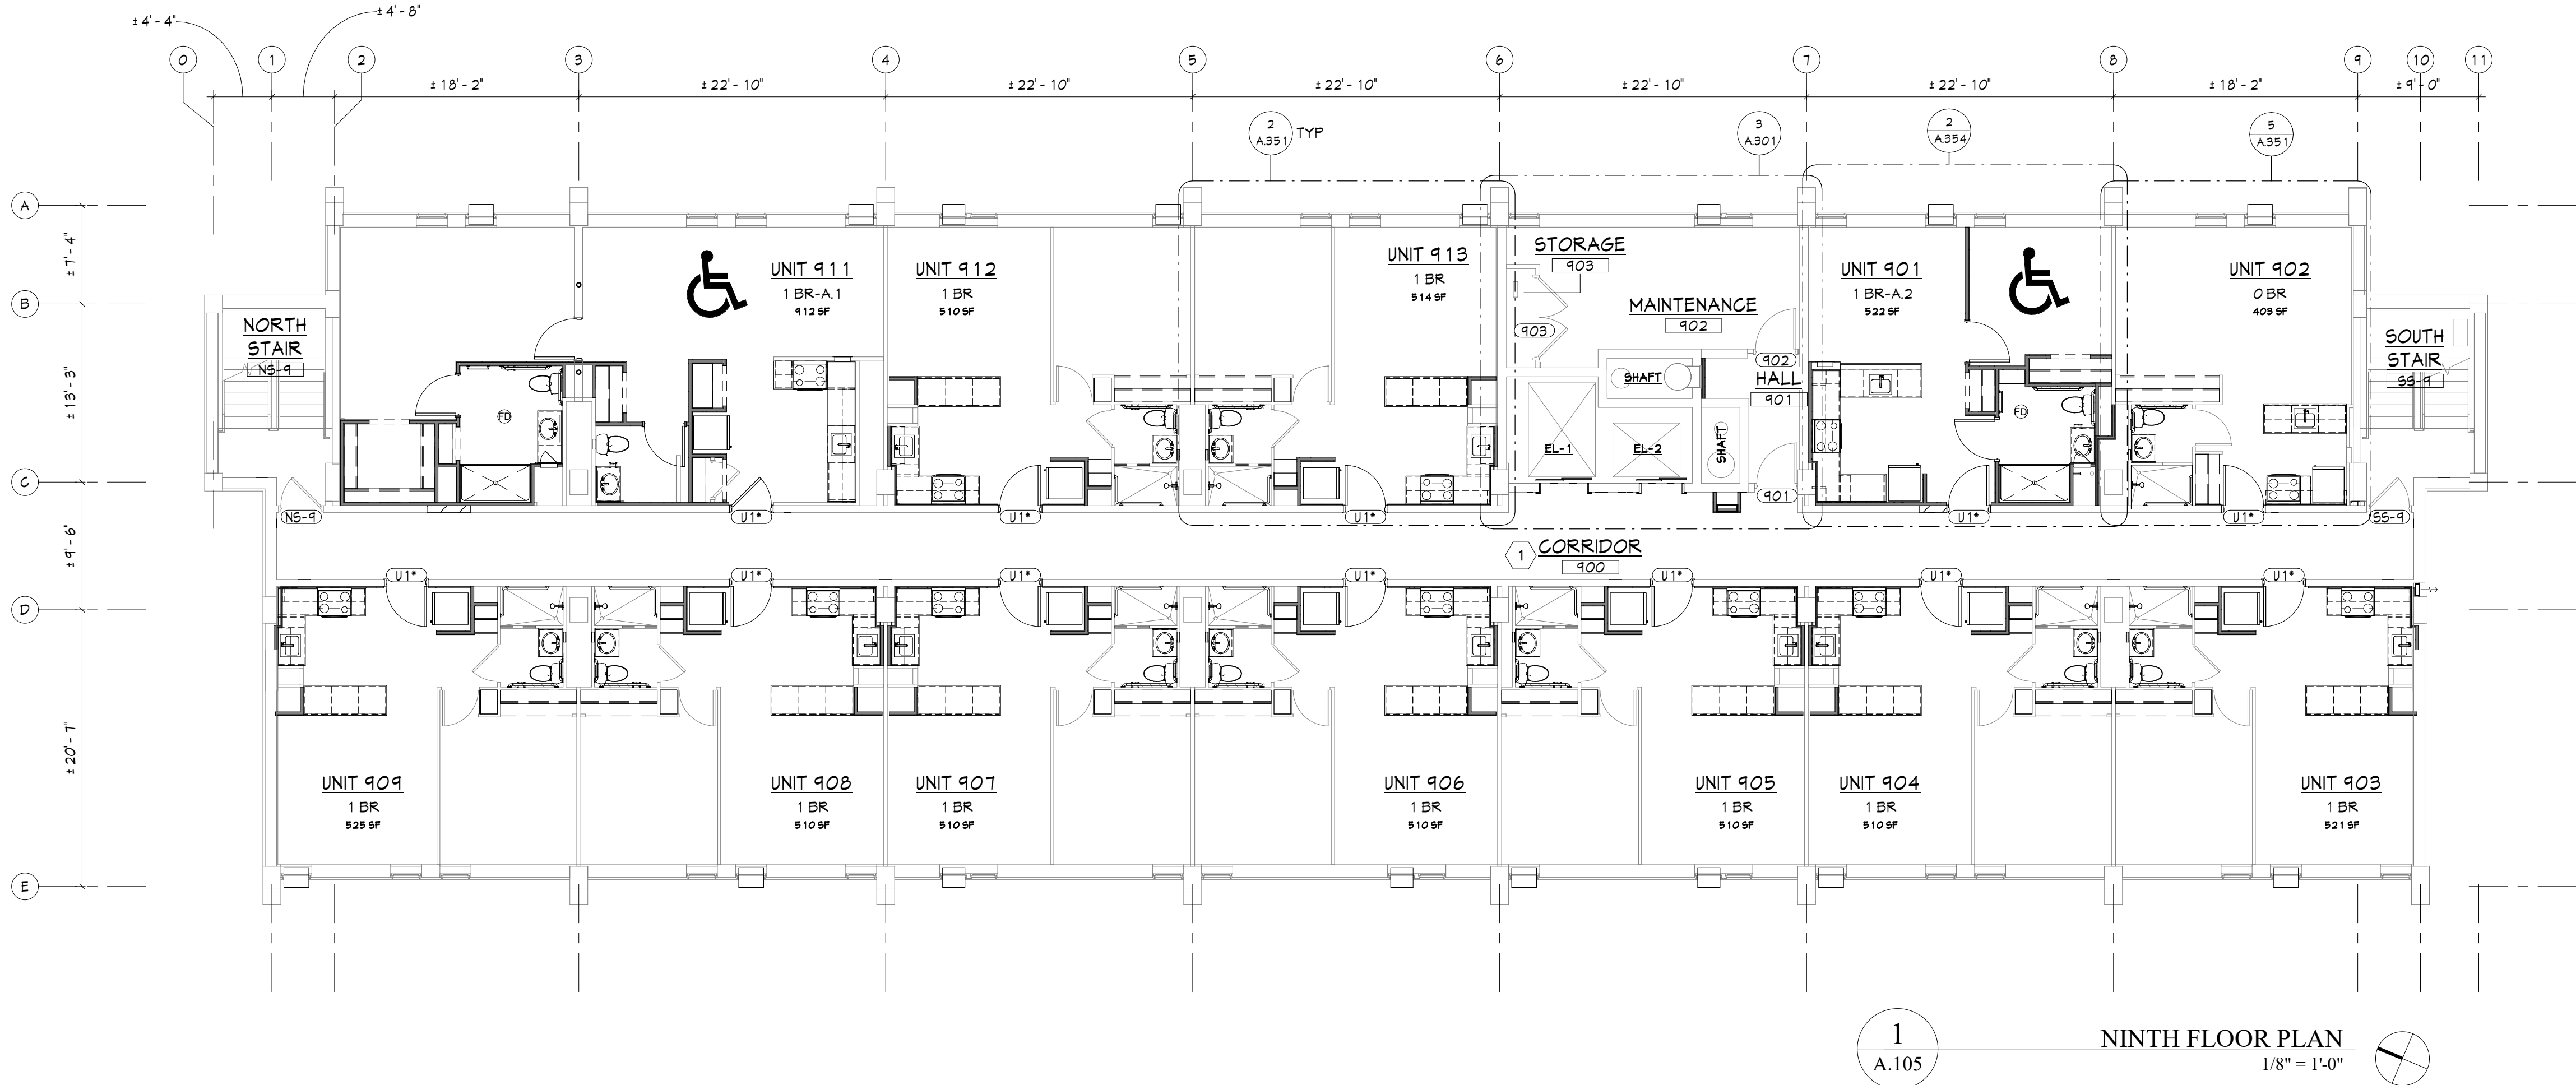 ± 4' - 4"
± 4' - 8"
0
1
2
3
4
5
6
7
8
9
10
11
± 18' - 2"
± 22' - 10"
± 22' - 10"
± 22' - 10"
± 22' - 10"
± 22' - 10"
± 18' - 2"
± 9' - 0"
2
A.351
TYP
3
A.301
2
A.354
5
A.351
A
B
C
D
E
± 7' - 4"
± 13' - 3"
± 9' - 6"
± 20' - 7"
NORTH
STAIR
NS-9
UNIT 911
1 BR-A.1
912 SF
UNIT 912
1 BR
510 SF
UNIT 913
1 BR
514 SF
STORAGE
903
903
MAINTENANCE
902
902
HALL
901
901
SHAFT
SHAFT
EL-1
EL-2
UNIT 901
1 BR-A.2
522 SF
UNIT 902
0 BR
403 SF
SOUTH
STAIR
SS-9
FD
FD
NS-9
U1*
U1*
U1*
U1*
U1*
SS-9
1
CORRIDOR
900
U1*
U1*
U1*
U1*
U1*
U1*
U1*
UNIT 909
1 BR
525 SF
UNIT 908
1 BR
510 SF
UNIT 907
1 BR
510 SF
UNIT 906
1 BR
510 SF
UNIT 905
1 BR
510 SF
UNIT 904
1 BR
510 SF
UNIT 903
1 BR
521 SF
1
A.105
NINTH FLOOR PLAN
1/8" = 1'-0"